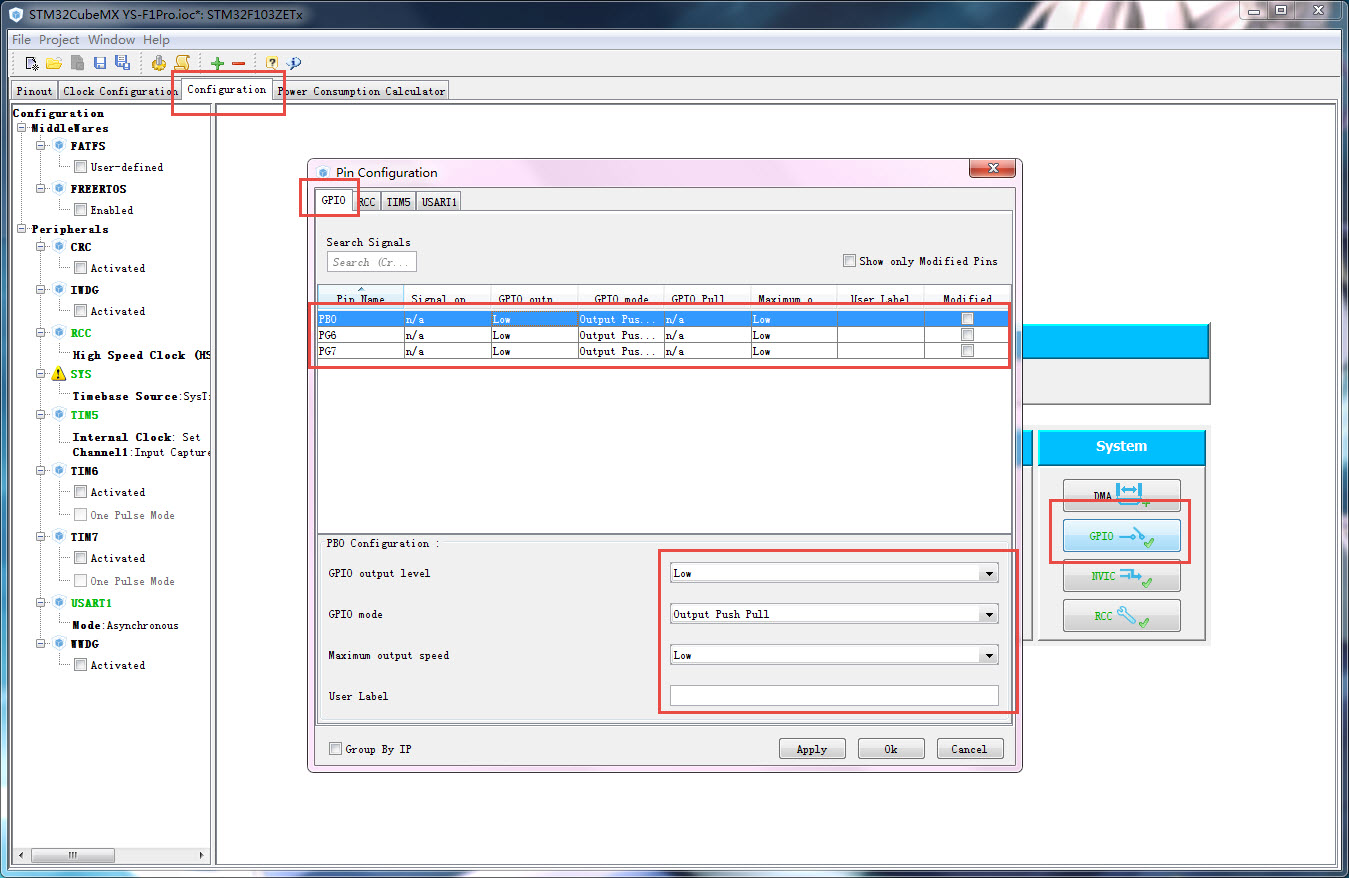 STM32CubeMX YS-F1Pro.ioc*: STM32F103ZETx
File Project Window Help
Pinout Clock Configuration Configuration Power Consumption Calculator
Configuration
MiddleWares
FATFS
User-defined
FREERTOS
Enabled
Peripherals
CRC
Activated
IWDG
Activated
RCC
High Speed Clock (HS
SYS
Timebase Source:SysT
TIM5
Internal Clock: Set
Channel1:Input Capture
TIM6
Activated
One Pulse Mode
TIM7
Activated
One Pulse Mode
USART1
Mode:Asynchronous
WWDG
Activated
Pin Configuration
GPIO RCC TIM5 USART1
Search Signals
Search (Cr...
Show only Modified Pins
Pin Name Signal on GPIO outp GPIO mode GPIO Pull Maximum o User Label Modified
PB0 n/a Low Output Pus... n/a Low
PG6 n/a Low Output Pus... n/a Low
PG7 n/a Low Output Pus... n/a Low
PB0 Configuration :
GPIO output level Low
GPIO mode Output Push Pull
Maximum output speed Low
User Label
Group By IP
Apply Ok Cancel
System
DMA
GPIO
NVIC
RCC